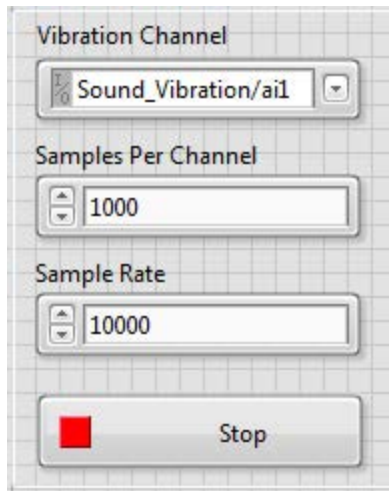 Vibration Channel
I/O Sound_Vibration/ai1
Samples Per Channel
1000
Sample Rate
10000
Stop